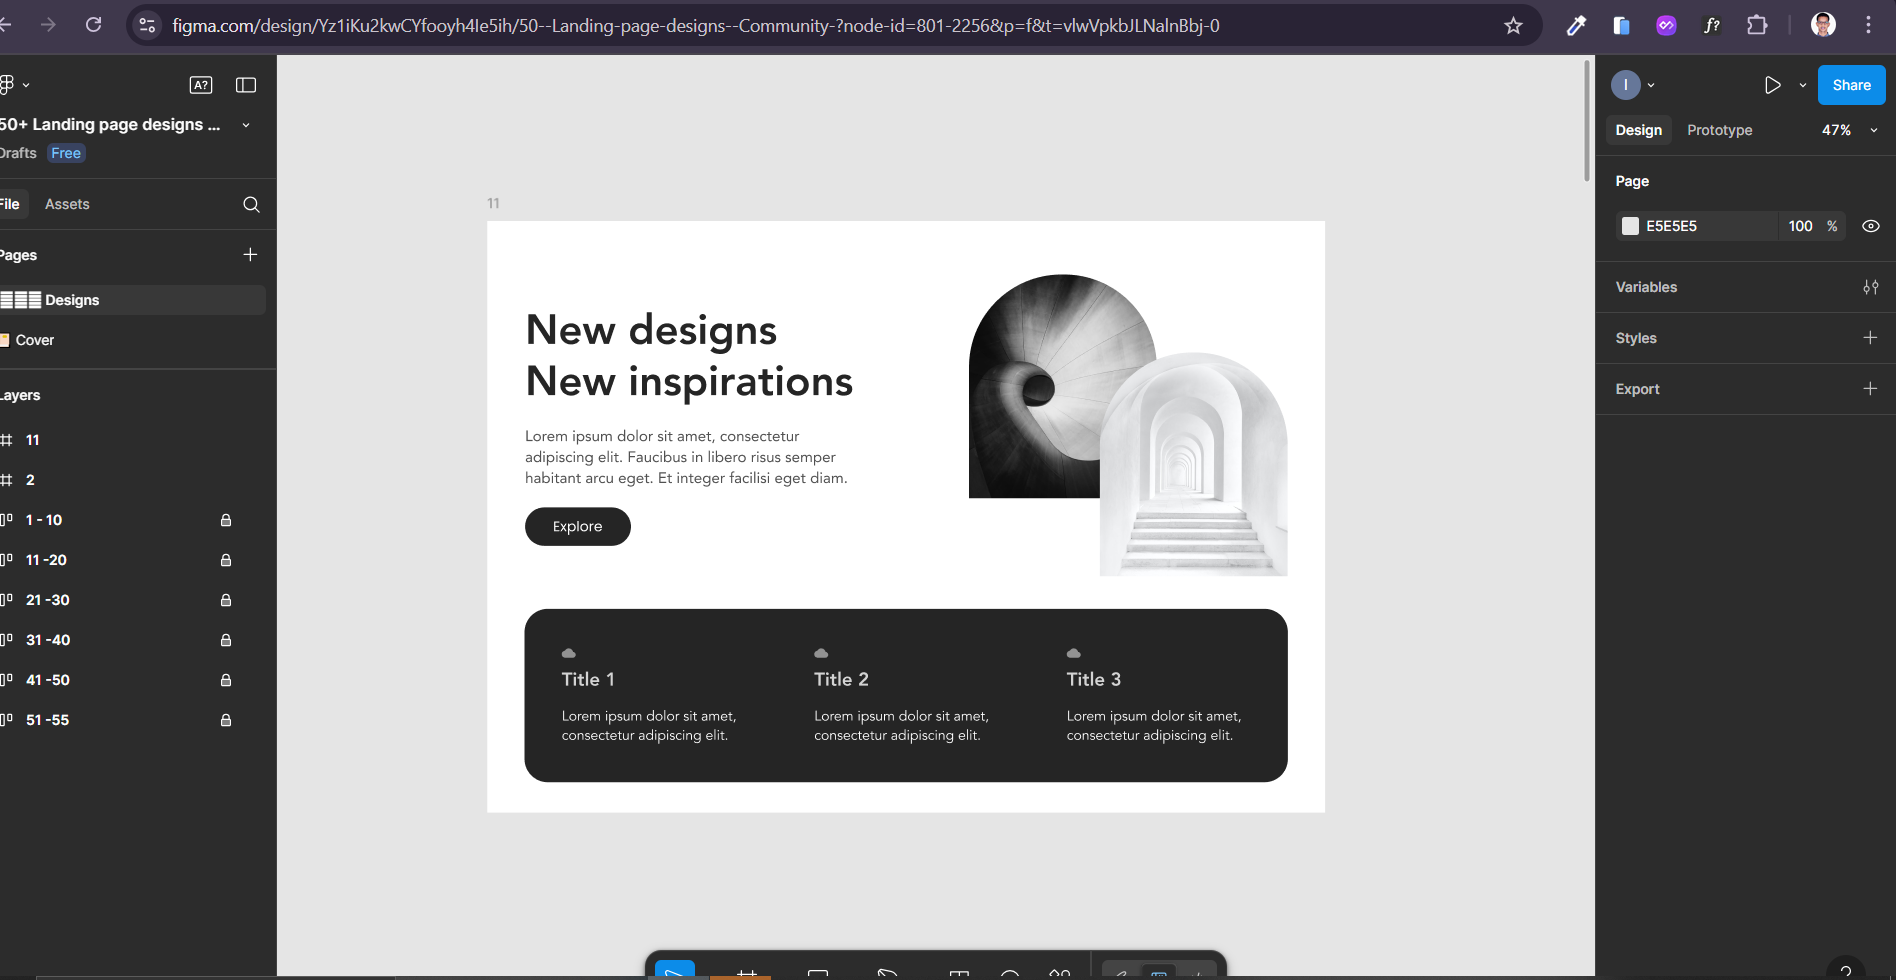 figma.com/design/Yz1iKu2kwCYfooyh4Ie5ih/50--Landing-page-designs--Community-?node-id=801-2256&p=f&t=vlwVpkbJLNalnBbj-0
f?
A?
50+ Landing page designs ...
Drafts Free
File Assets
Pages
Designs
Cover
Layers
11
2
1 - 10
11 -20
21 -30
31 -40
41 -50
51 -55
11
New designs
New inspirations
Lorem ipsum dolor sit amet, consectetur
adipiscing elit. Faucibus in libero risus semper
habitant arcu eget. Et integer facilisi eget diam.
Explore
Title 1
Lorem ipsum dolor sit amet,
consectetur adipiscing elit.
Title 2
Lorem ipsum dolor sit amet,
consectetur adipiscing elit.
Title 3
Lorem ipsum dolor sit amet,
consectetur adipiscing elit.
I
Share
Design Prototype 47%
Page
E5E5E5 100 %
Variables
Styles
Export
?